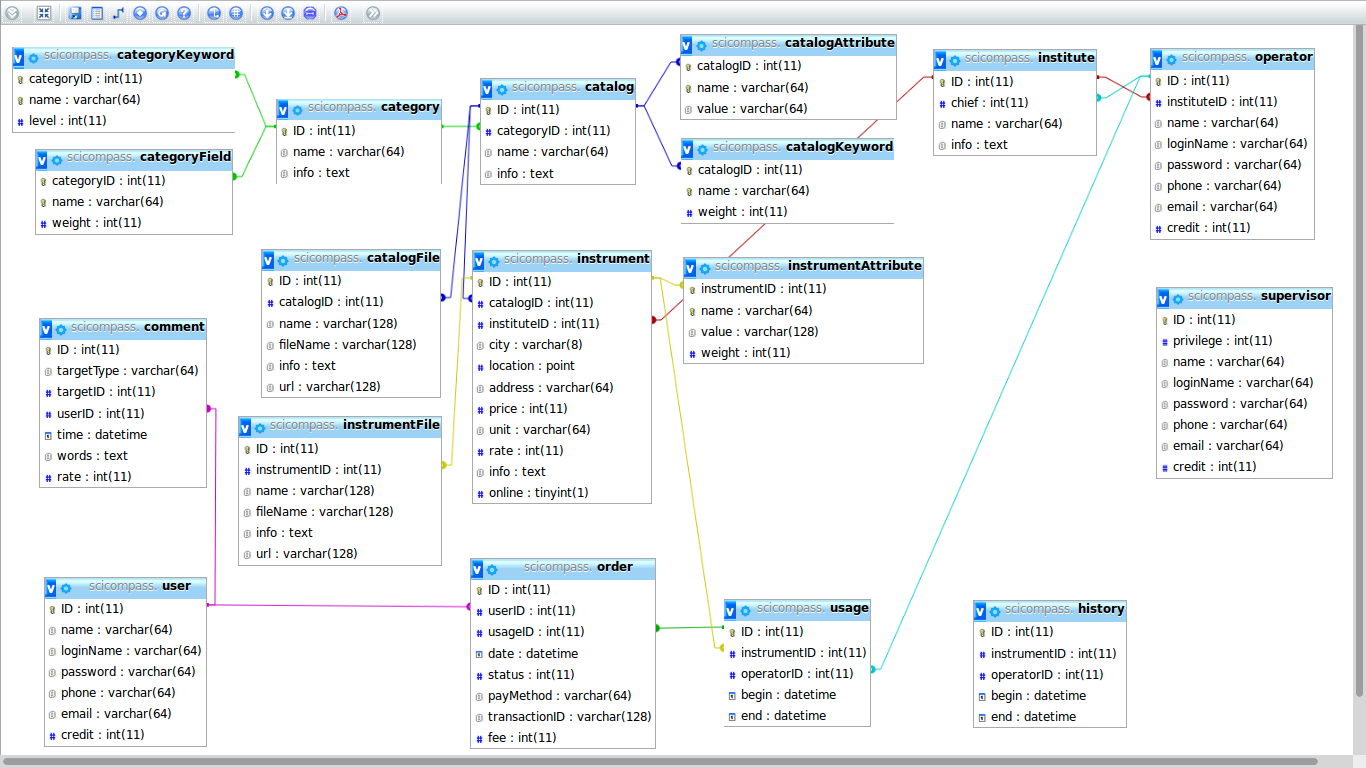 scicompass. categoryKeyword
categoryID : int(11)
name : varchar(64)
level : int(11)
scicompass. categoryField
categoryID : int(11)
name : varchar(64)
weight : int(11)
scicompass. category
ID : int(11)
name : varchar(64)
info : text
scicompass. catalog
ID : int(11)
categoryID : int(11)
name : varchar(64)
info : text
scicompass. catalogAttribute
catalogID : int(11)
name : varchar(64)
value : varchar(64)
scicompass. catalogKeyword
catalogID : int(11)
name : varchar(64)
weight : int(11)
scicompass. institute
ID : int(11)
chief : int(11)
name : varchar(64)
info : text
scicompass. operator
ID : int(11)
instituteID : int(11)
name : varchar(64)
loginName : varchar(64)
password : varchar(64)
phone : varchar(64)
email : varchar(64)
credit : int(11)
scicompass. catalogFile
ID : int(11)
catalogID : int(11)
name : varchar(128)
fileName : varchar(128)
info : text
url : varchar(128)
scicompass. instrument
ID : int(11)
catalogID : int(11)
instituteID : int(11)
city : varchar(8)
location : point
address : varchar(64)
price : int(11)
unit : varchar(64)
rate : int(11)
info : text
online : tinyint(1)
scicompass. instrumentAttribute
instrumentID : int(11)
name : varchar(64)
value : varchar(128)
weight : int(11)
scicompass. supervisor
ID : int(11)
privilege : int(11)
name : varchar(64)
loginName : varchar(64)
password : varchar(64)
phone : varchar(64)
email : varchar(64)
credit : int(11)
scicompass. comment
ID : int(11)
targetType : varchar(64)
targetID : int(11)
userID : int(11)
time : datetime
words : text
rate : int(11)
scicompass. instrumentFile
ID : int(11)
instrumentID : int(11)
name : varchar(128)
fileName : varchar(128)
info : text
url : varchar(128)
scicompass. user
ID : int(11)
name : varchar(64)
loginName : varchar(64)
password : varchar(64)
phone : varchar(64)
email : varchar(64)
credit : int(11)
scicompass. order
ID : int(11)
userID : int(11)
usageID : int(11)
date : datetime
status : int(11)
payMethod : varchar(64)
transactionID : varchar(128)
fee : int(11)
scicompass. usage
ID : int(11)
instrumentID : int(11)
operatorID : int(11)
begin : datetime
end : datetime
scicompass. history
ID : int(11)
instrumentID : int(11)
operatorID : int(11)
begin : datetime
end : datetime